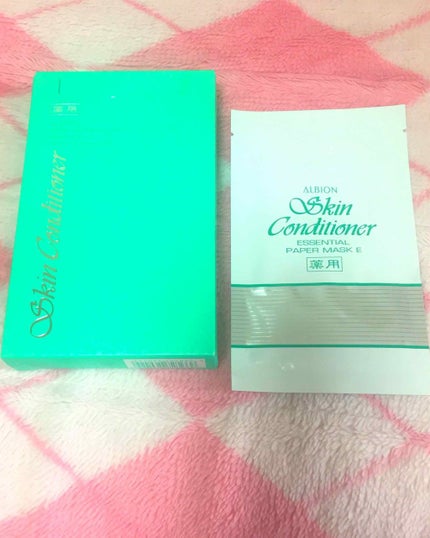 薬用
Skin Conditioner
ALBION
Skin
Conditioner
ESSENTIAL
PAPER MASK E
薬用